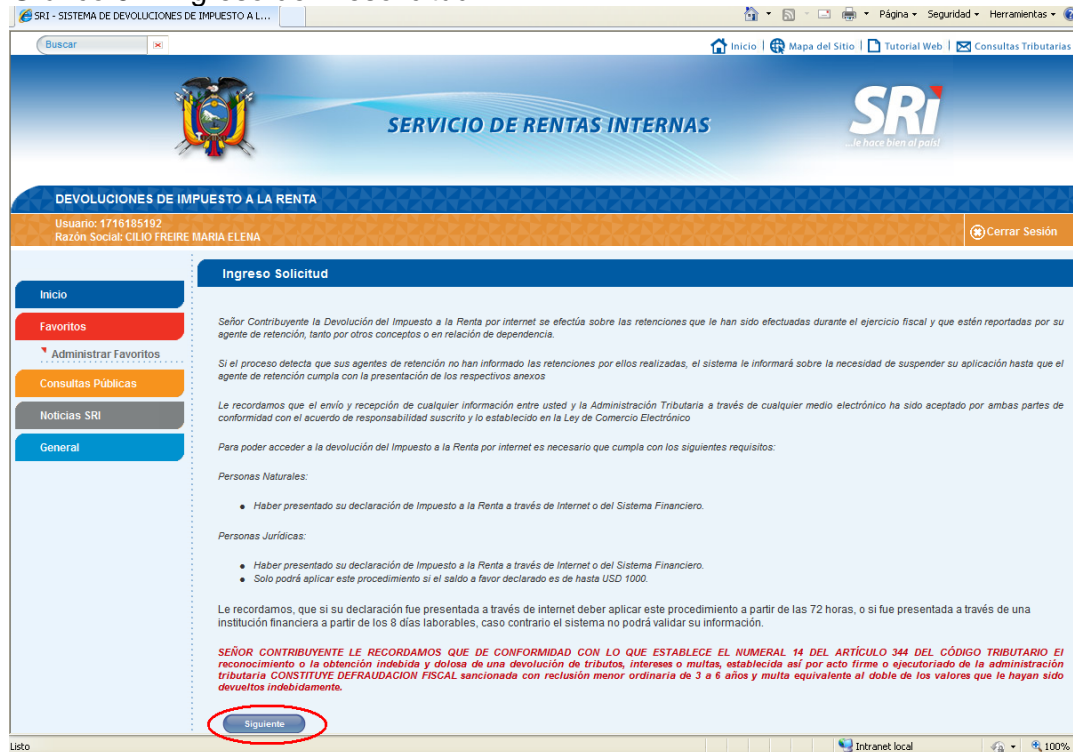 SRI - SISTEMA DE DEVOLUCIONES DE IMPUESTO A L...
Página
Seguridad
Herramientas
Buscar
Inicio | Mapa del Sitio | Tutorial Web | Consultas Tributarias
SERVICIO DE RENTAS INTERNAS
SRi
...le hace bien al país!
DEVOLUCIONES DE IMPUESTO A LA RENTA
Usuario: 1716185192
Razón Social: CILIO FREIRE MARIA ELENA
Cerrar Sesión
Ingreso Solicitud
Inicio
Favoritos
Administrar Favoritos
Consultas Públicas
Noticias SRI
General
Señor Contribuyente la Devolución del Impuesto a la Renta por internet se efectúa sobre las retenciones que le han sido efectuadas durante el ejercicio fiscal y que estén reportadas por su
agente de retención, tanto por otros conceptos o en relación de dependencia.
Si el proceso detecta que sus agentes de retención no han informado las retenciones por ellos realizadas, el sistema le informará sobre la necesidad de suspender su aplicación hasta que el
agente de retención cumpla con la presentación de los respectivos anexos
Le recordamos que el envío y recepción de cualquier información entre usted y la Administración Tributaria a través de cualquier medio electrónico ha sido aceptado por ambas partes de
conformidad con el acuerdo de responsabilidad suscrito y lo establecido en la Ley de Comercio Electrónico
Para poder acceder a la devolución del Impuesto a la Renta por internet es necesario que cumpla con los siguientes requisitos:
Personas Naturales:
Haber presentado su declaración de Impuesto a la Renta a través de Internet o del Sistema Financiero.
Personas Jurídicas:
Haber presentado su declaración de Impuesto a la Renta a través de Internet o del Sistema Financiero.
Solo podrá aplicar este procedimiento si el saldo a favor declarado es de hasta USD 1000.
Le recordamos, que si su declaración fue presentada a través de internet deber aplicar este procedimiento a partir de las 72 horas, o si fue presentada a través de una
institución financiera a partir de los 8 días laborables, caso contrario el sistema no podrá validar su información.
SEÑOR CONTRIBUYENTE LE RECORDAMOS QUE DE CONFORMIDAD CON LO QUE ESTABLECE EL NUMERAL 14 DEL ARTÍCULO 344 DEL CÓDIGO TRIBUTARIO El
reconocimiento o la obtención indebida y dolosa de una devolución de tributos, intereses o multas, establecida así por acto firme o ejecutoriado de la administración
tributaria CONSTITUYE DEFRAUDACION FISCAL sancionada con reclusión menor ordinaria de 3 a 6 años y multa equivalente al doble de los valores que le hayan sido
devueltos indebidamente.
Siguiente
Listo
Intranet local
100%